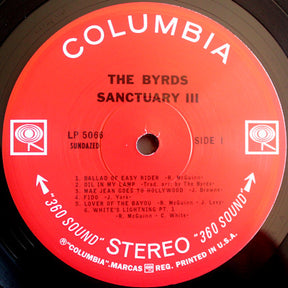 COLUMBIA
THE BYRDS
SANCTUARY III
LP 5066
SUNDAZED
SIDE 1
1. BALLAD OF EASY RIDER -R. McGuinn-
2. OIL IN MY LAMP -Trad. arr. by The Byrds-
3. MAE JEAN GOES TO HOLLYWOOD -J. Browne-
4. FIDO -J. York-
5. LOVER OF THE BAYOU -R. McGuinn - J. Levy-
6. WHITE'S LIGHTNING PT. 1
-R. McGuinn - C. White-
"360 SOUND" STEREO "360 SOUND"
® "COLUMBIA", MARCAS REG. PRINTED IN U.S.A.